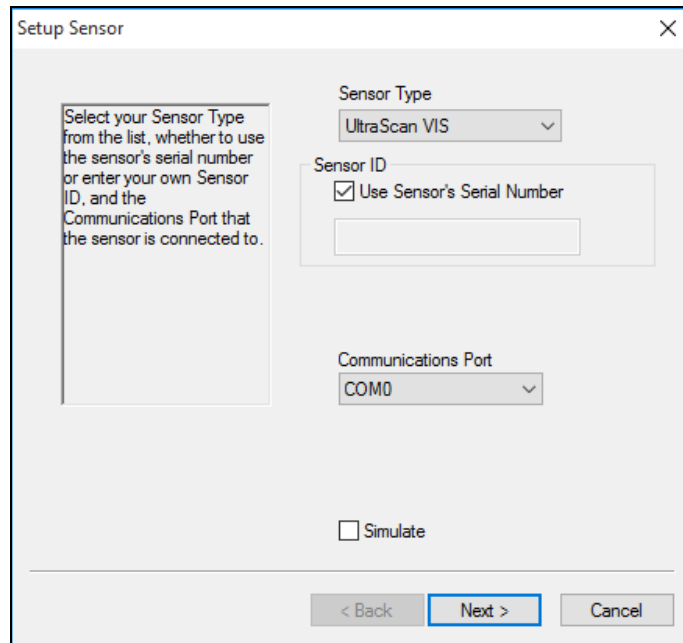 Setup Sensor
Select your Sensor Type
from the list, whether to use
the sensor's serial number
or enter your own Sensor
ID, and the
Communications Port that
the sensor is connected to.
Sensor Type
UltraScan VIS
Sensor ID
Use Sensor's Serial Number
Communications Port
COM0
Simulate
< Back
Next >
Cancel